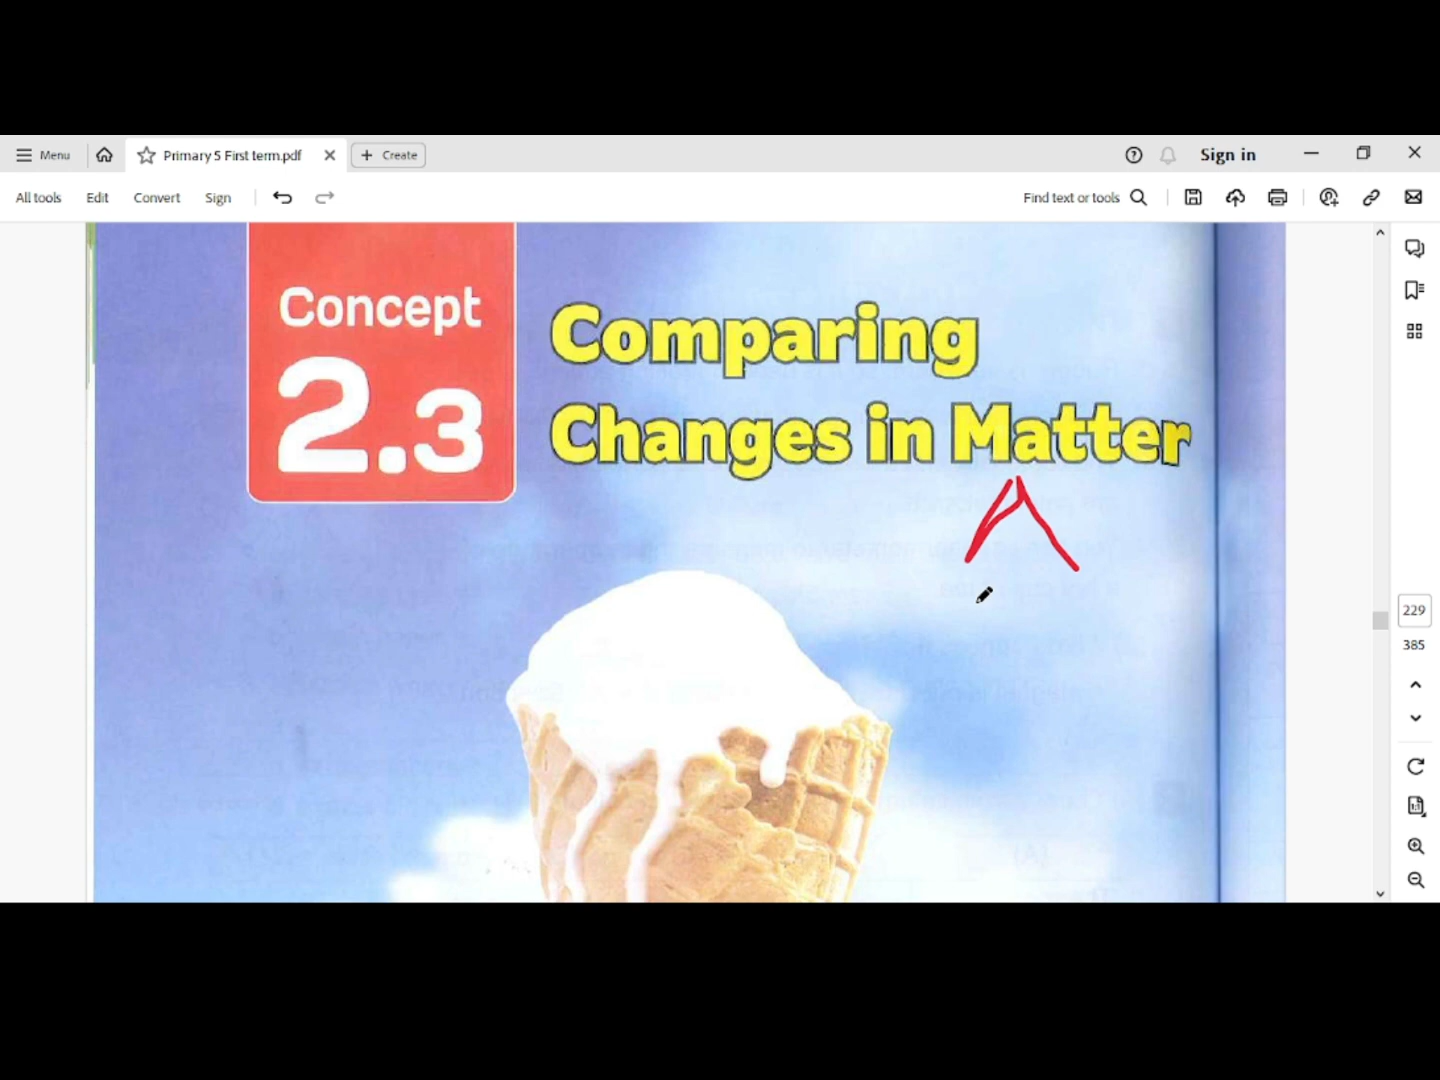 Menu
Primary 5 First term.pdf
Create
Sign in
All tools
Edit
Convert
Sign
Find text or tools
Concept
2.3
Comparing
Changes in Matter
229
385